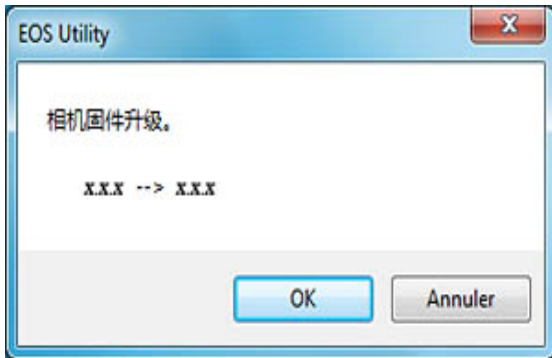 EOS Utility
相机固件升级。
x.x.x --> x.x.x
OK
Annuler